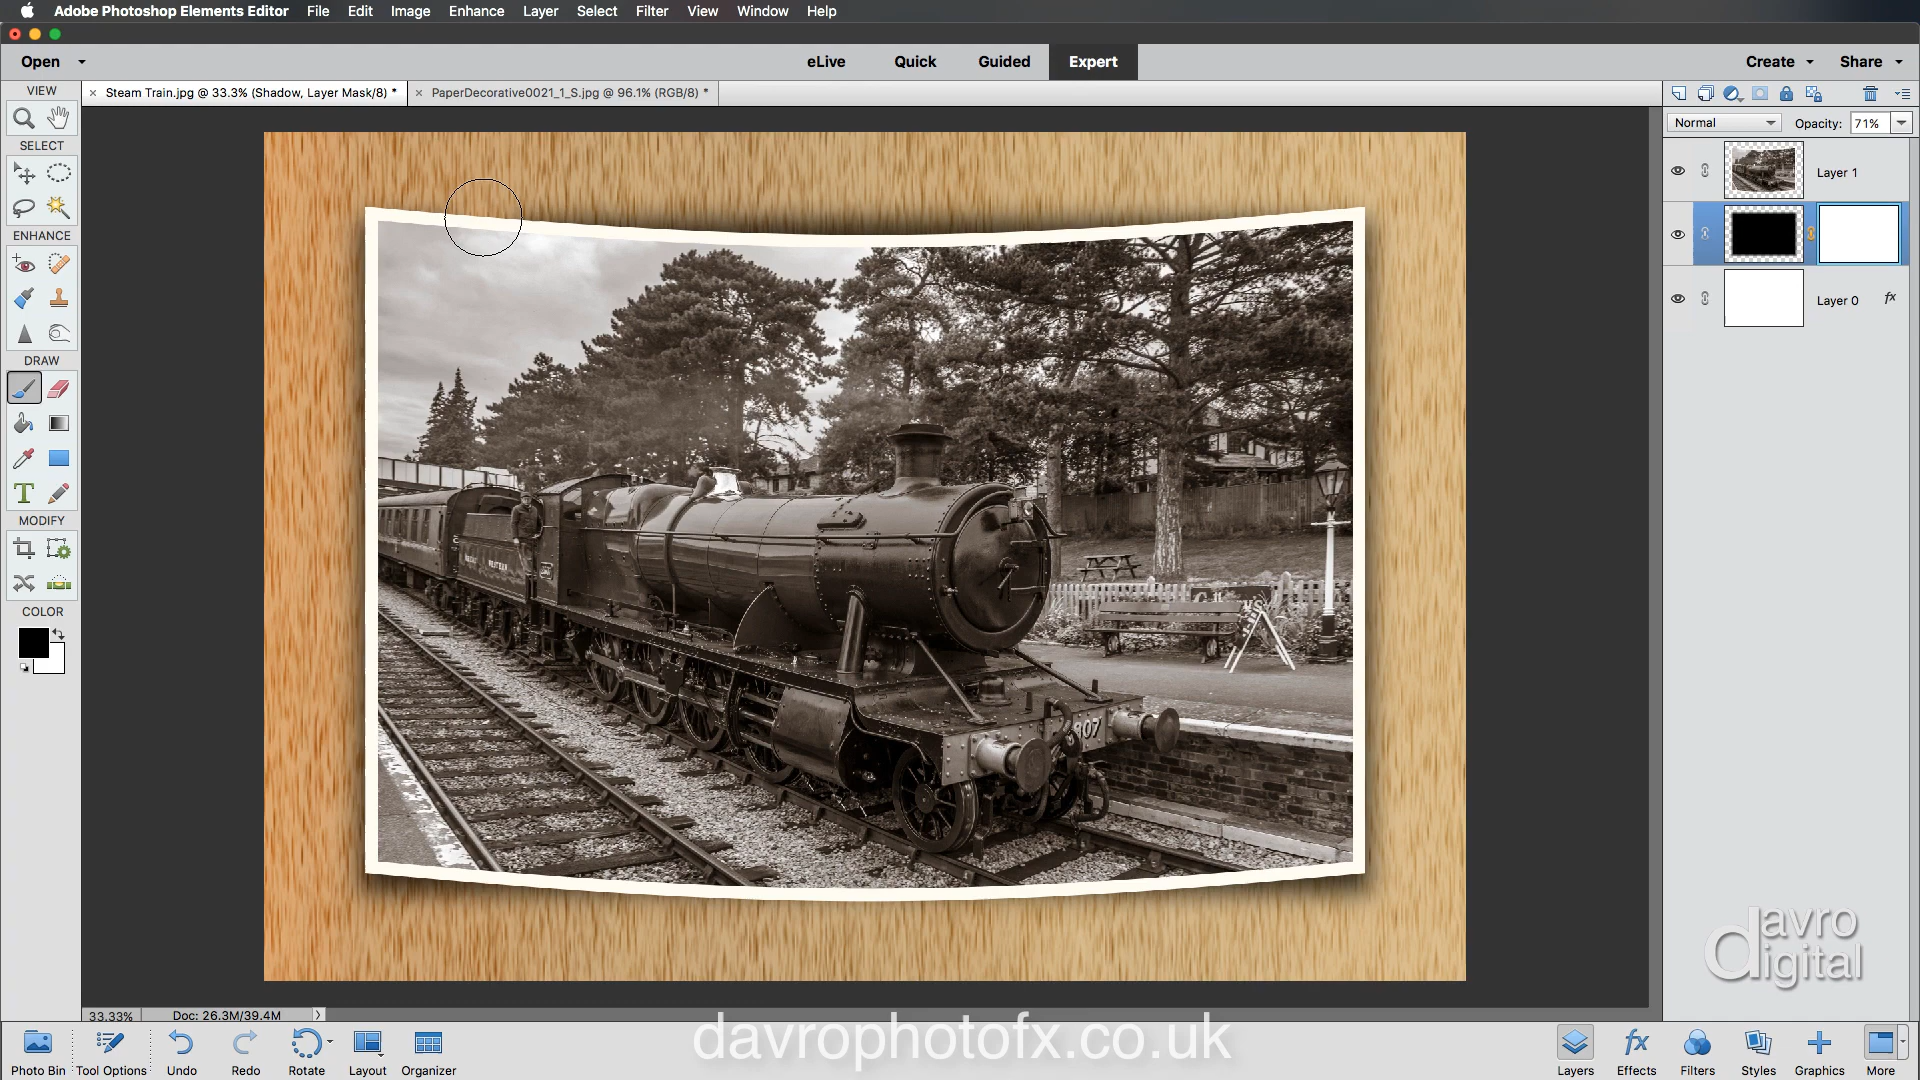 Adobe Photoshop Elements Editor File Edit Image Enhance Layer Select Filter View Window Help
Open eLive Quick Guided Expert Create Share
VIEW
× Steam Train.jpg @ 33.3% (Shadow, Layer Mask/8) * × PaperDecorative0021_1_S.jpg @ 96.1% (RGB/8) *
Normal Opacity: 71%
SELECT
Layer 1
ENHANCE
Layer 0 fx
DRAW
T
MODIFY
COLOR
WESTERN
807
davro
digital
33.33% Doc: 26.3M/39.4M
davrophotofx.co.uk
Photo Bin Tool Options Undo Redo Rotate Layout Organizer Layers Effects Filters Styles Graphics More